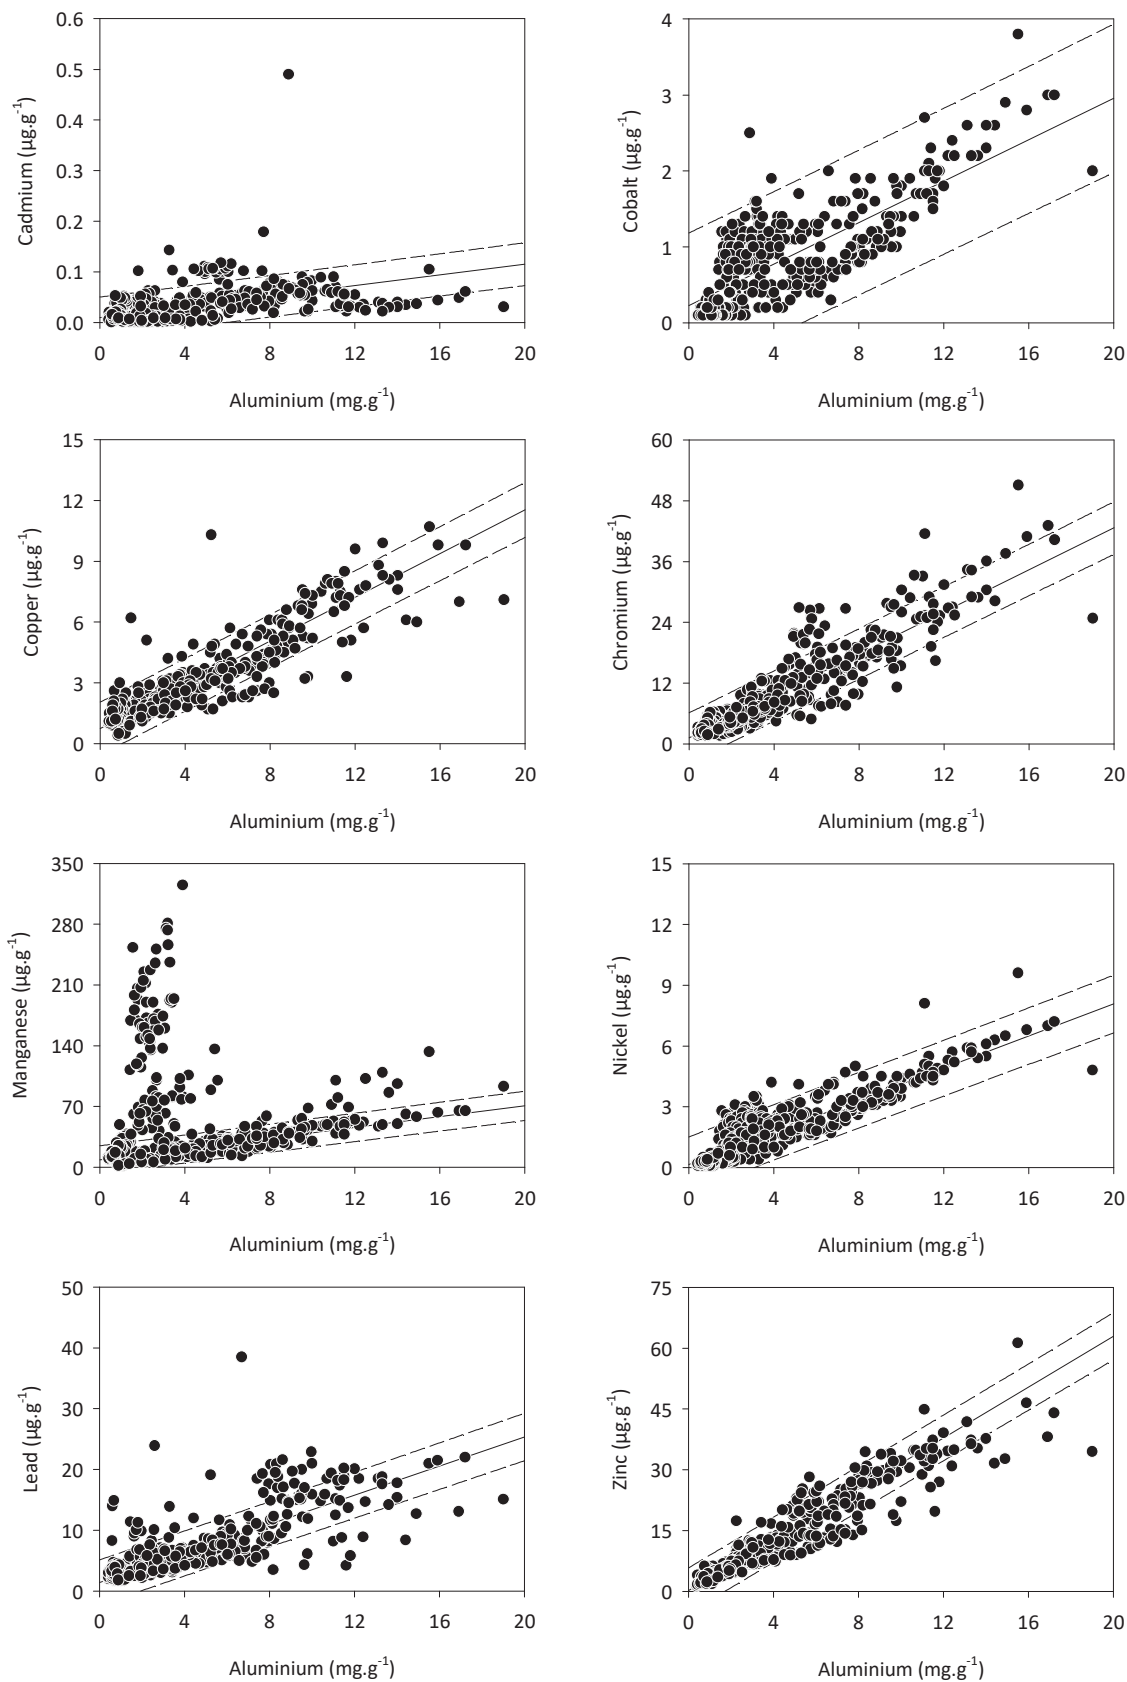 0.6
0.5
0.4
0.3
0.2
0.1
0.0
Cadmium (µg.g-1)
0 4 8 12 16 20
Aluminium (mg.g-1)
4
3
2
1
0
Cobalt (µg.g-1)
0 4 8 12 16 20
Aluminium (mg.g-1)
15
12
9
6
3
0
Copper (µg.g-1)
0 4 8 12 16 20
Aluminium (mg.g-1)
60
48
36
24
12
0
Chromium (µg.g-1)
0 4 8 12 16 20
Aluminium (mg.g-1)
350
280
210
140
70
0
Manganese (µg.g-1)
0 4 8 12 16 20
Aluminium (mg.g-1)
15
12
9
6
3
0
Nickel (µg.g-1)
0 4 8 12 16 20
Aluminium (mg.g-1)
50
40
30
20
10
0
Lead (µg.g-1)
0 4 8 12 16 20
Aluminium (mg.g-1)
75
60
45
30
15
0
Zinc (µg.g-1)
0 4 8 12 16 20
Aluminium (mg.g-1)